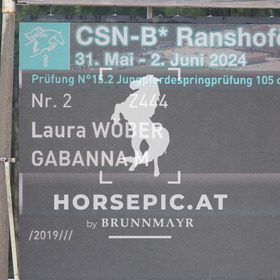 CSN-B* Ranshofe
31. Mai - 2. Juni 2024
Prüfung N°15.2 Jungpferdespringprüfung 105 c
Nr. 2 Z444
Laura WÖBER
GABANNA M
HORSEPIC.AT
by BRUNNMAYR
/2019///